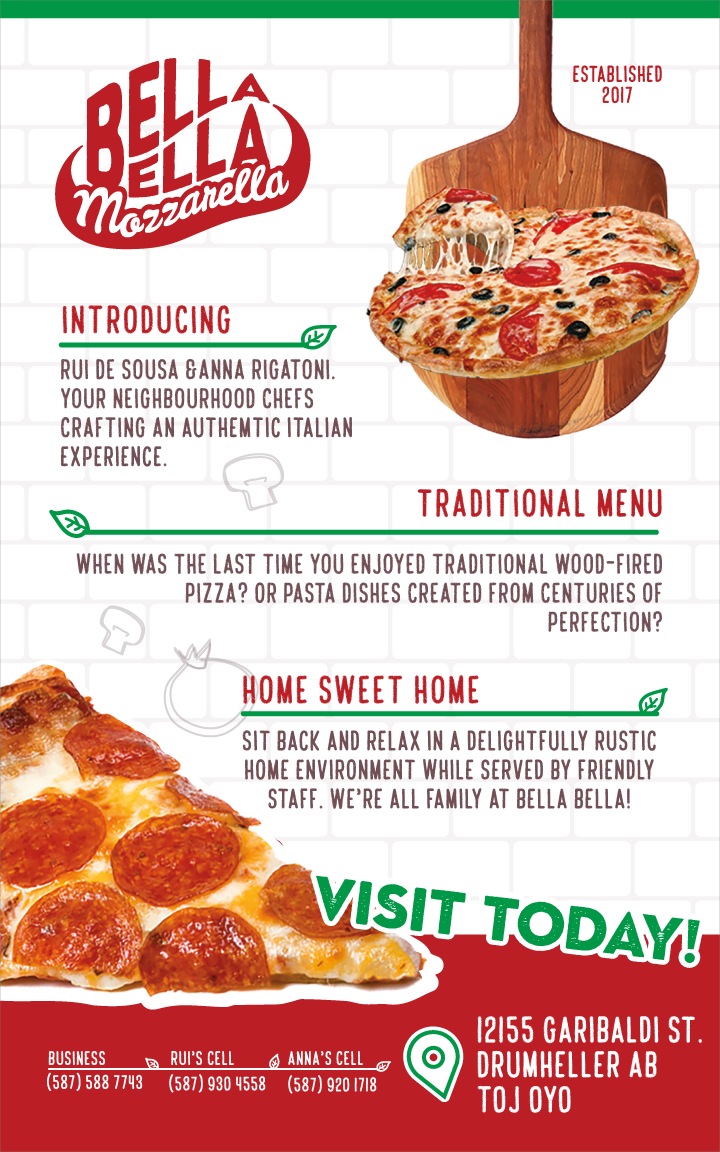 BELLA
BELLA
Mozzarella
ESTABLISHED
2017
INTRODUCING
RUI DE SOUSA &ANNA RIGATONI.
YOUR NEIGHBOURHOOD CHEFS
CRAFTING AN AUTHEMTIC ITALIAN
EXPERIENCE.
TRADITIONAL MENU
WHEN WAS THE LAST TIME YOU ENJOYED TRADITIONAL WOOD-FIRED
PIZZA? OR PASTA DISHES CREATED FROM CENTURIES OF
PERFECTION?
HOME SWEET HOME
SIT BACK AND RELAX IN A DELIGHTFULLY RUSTIC
HOME ENVIRONMENT WHILE SERVED BY FRIENDLY
STAFF. WE'RE ALL FAMILY AT BELLA BELLA!
VISIT TODAY!
BUSINESS
(587) 588 7743
RUI'S CELL
(587) 930 4558
ANNA'S CELL
(587) 920 1718
12155 GARIBALDI ST.
DRUMHELLER AB
TOJ OYO